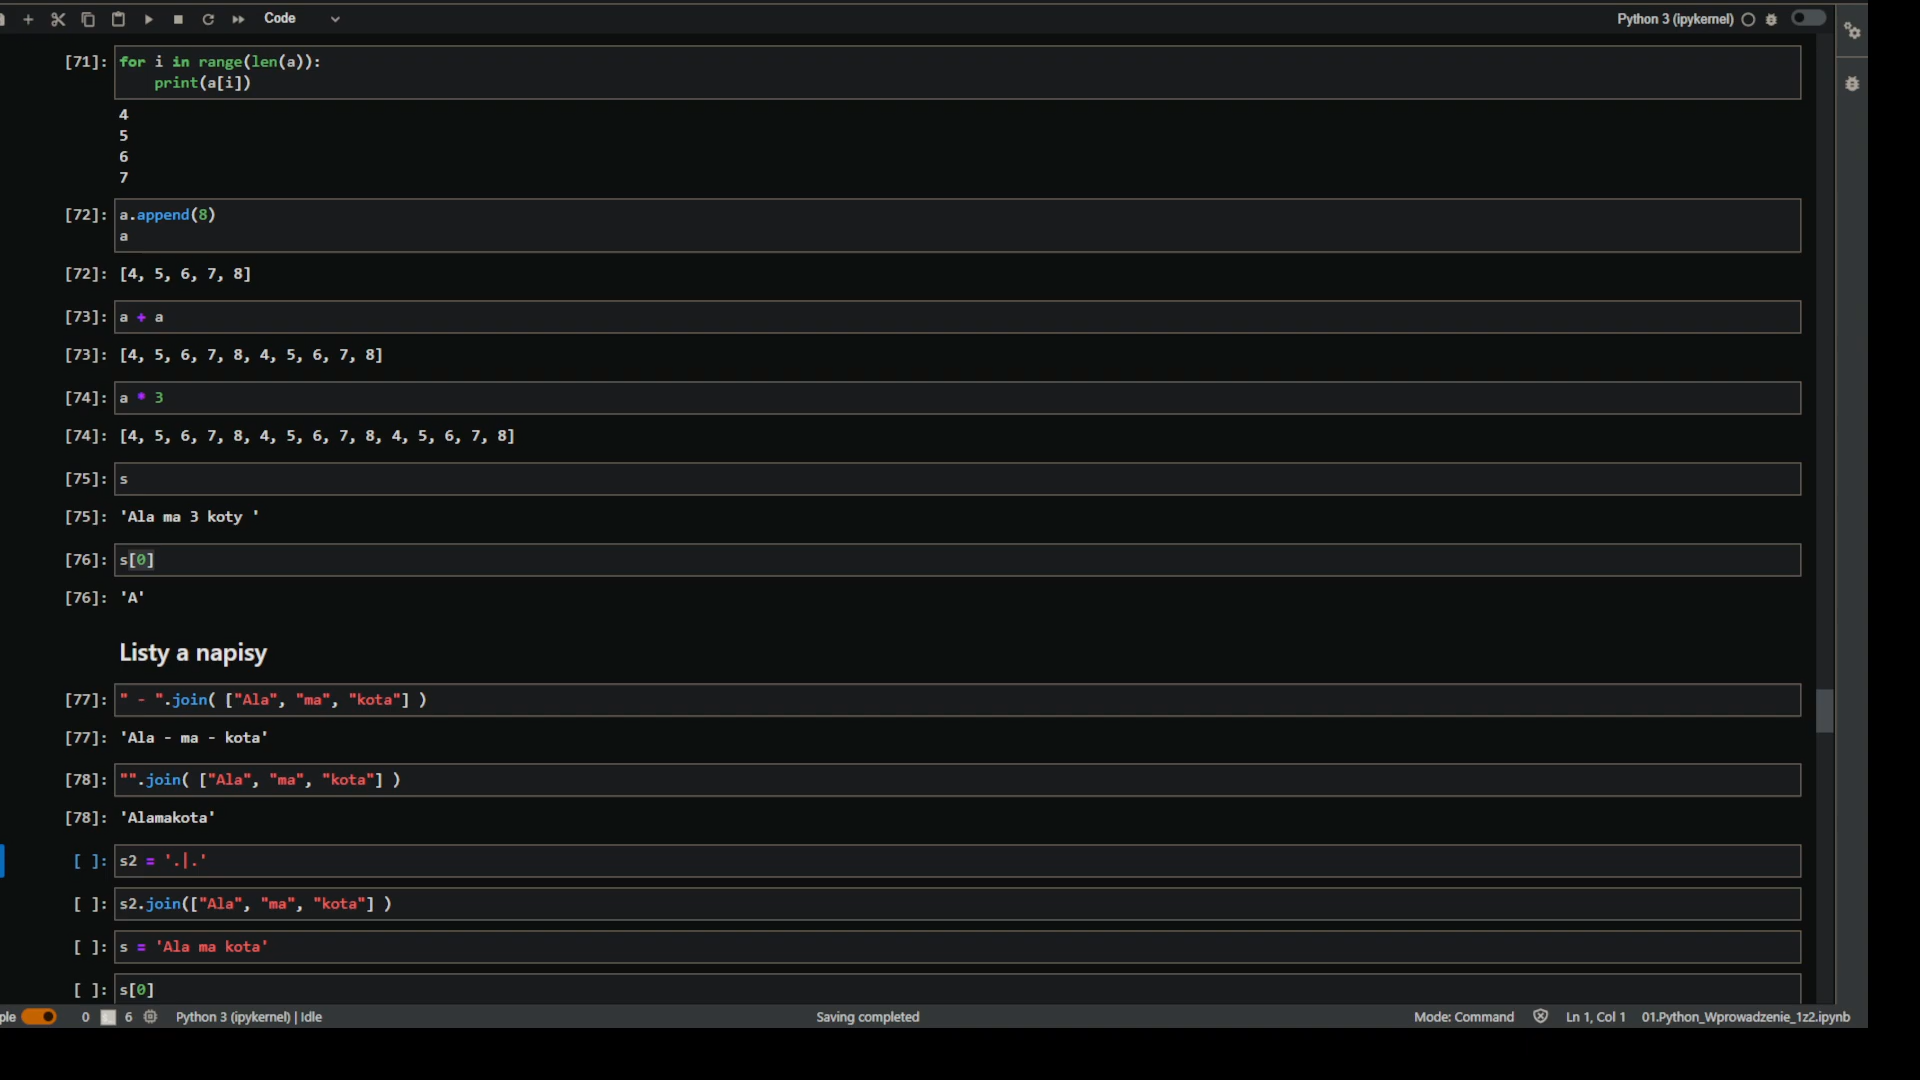 Code
Python 3 (ipykernel)
[71]: for i in range(len(a)):
    print(a[i])
4
5
6
7
[72]: a.append(8)
a
[72]: [4, 5, 6, 7, 8]
[73]: a + a
[73]: [4, 5, 6, 7, 8, 4, 5, 6, 7, 8]
[74]: a * 3
[74]: [4, 5, 6, 7, 8, 4, 5, 6, 7, 8, 4, 5, 6, 7, 8]
[75]: s
[75]: 'Ala ma 3 koty '
[76]: s[0]
[76]: 'A'
Listy a napisy
[77]: " - ".join( ["Ala", "ma", "kota"] )
[77]: 'Ala - ma - kota'
[78]: "".join( ["Ala", "ma", "kota"] )
[78]: 'Alamakota'
[ ]: s2 = '.|.'
[ ]: s2.join(["Ala", "ma", "kota"] )
[ ]: s = 'Ala ma kota'
[ ]: s[0]
ple 0 6 Python 3 (ipykernel) | Idle Saving completed Mode: Command Ln 1, Col 1 01.Python_Wprowadzenie_1z2.ipynb